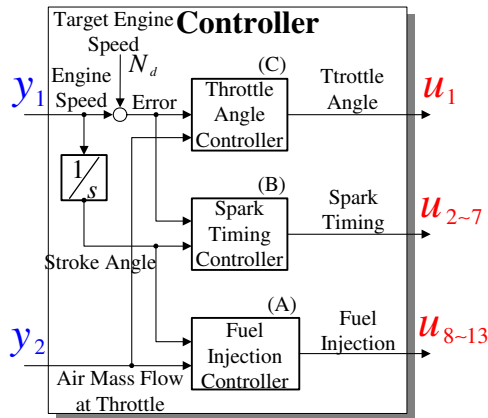 Controller
Target Engine
Speed
N_d
(C)
Engine
Speed
y_1
Error
Throttle
Angle
Controller
Ttrottle
Angle
u_1
1/s
(B)
Spark
Timing
Controller
Spark
Timing
u_2~7
Stroke Angle
(A)
Fuel
Injection
Controller
Fuel
Injection
u_8~13
y_2
Air Mass Flow
at Throttle